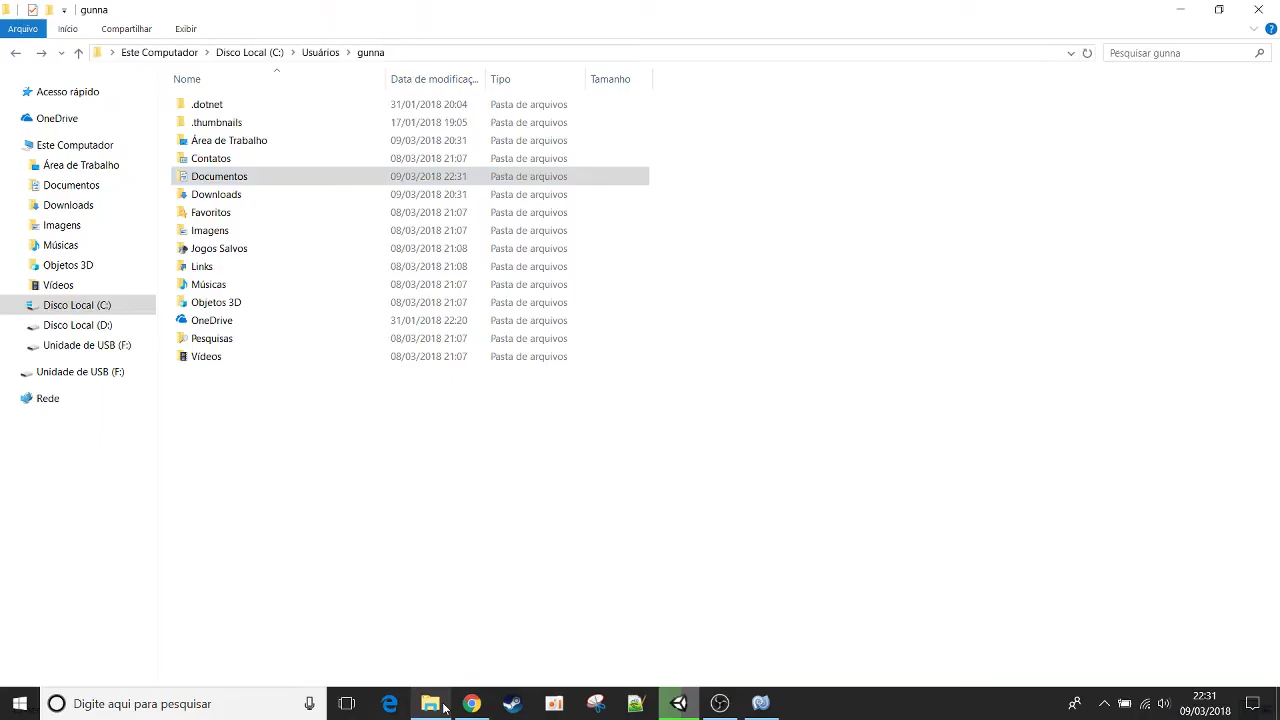 gunna
Arquivo Início Compartilhar Exibir
Este Computador Disco Local (C:) Usuários gunna Pesquisar gunna
Nome Data de modificaç... Tipo Tamanho
Acesso rápido
OneDrive
Este Computador
Área de Trabalho
Documentos
Downloads
Imagens
Músicas
Objetos 3D
Vídeos
Disco Local (C:)
Disco Local (D:)
Unidade de USB (F:)
Unidade de USB (F:)
Rede
.dotnet 31/01/2018 20:04 Pasta de arquivos
.thumbnails 17/01/2018 19:05 Pasta de arquivos
Área de Trabalho 09/03/2018 20:31 Pasta de arquivos
Contatos 08/03/2018 21:07 Pasta de arquivos
Documentos 09/03/2018 22:31 Pasta de arquivos
Downloads 09/03/2018 20:31 Pasta de arquivos
Favoritos 08/03/2018 21:07 Pasta de arquivos
Imagens 08/03/2018 21:07 Pasta de arquivos
Jogos Salvos 08/03/2018 21:08 Pasta de arquivos
Links 08/03/2018 21:08 Pasta de arquivos
Músicas 08/03/2018 21:07 Pasta de arquivos
Objetos 3D 08/03/2018 21:07 Pasta de arquivos
OneDrive 31/01/2018 22:20 Pasta de arquivos
Pesquisas 08/03/2018 21:07 Pasta de arquivos
Vídeos 08/03/2018 21:07 Pasta de arquivos
Digite aqui para pesquisar
22:31
09/03/2018